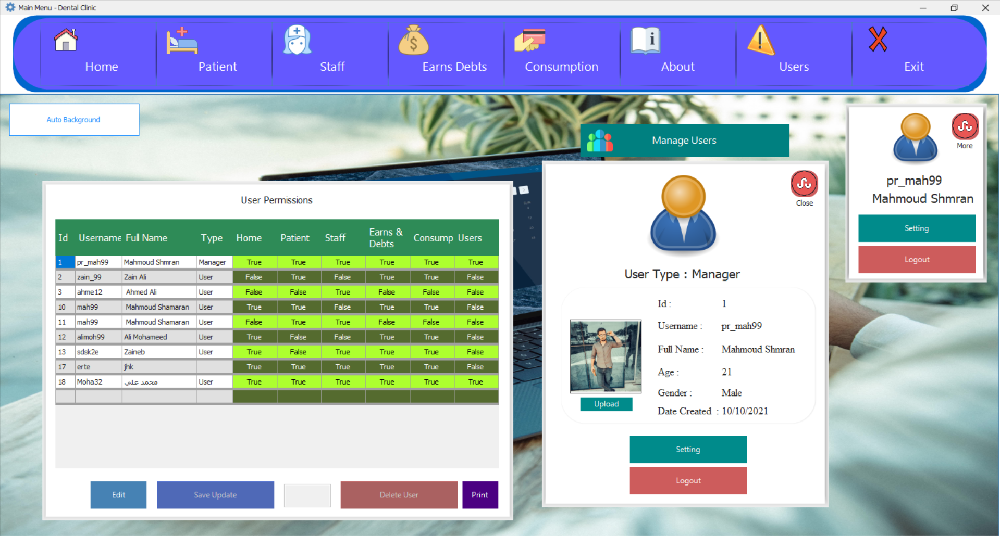 Main Menu - Dental Clinic
Home Patient Staff Earns Debts Consumption About Users Exit
Auto Background
Manage Users
More
pr_mah99
Mahmoud Shmran
Setting
Logout
User Permissions
Id Username Full Name Type Home Patient Staff Earns & Debts Consump Users
1 pr_mah99 Mahmoud Shmran Manager True True True True True True
2 zain_99 Zain Ali User False True False True True False
3 ahme12 Ahmed Ali User False False True False False False
10 mah99 Mahmoud Shamaran User True True False True True False
11 mah99 Mahmoud Shamaran User False True True False False False
12 alimoh99 Ali Mohameed User True False False True True False
13 sdsk2e Zaineb User True False True True True False
17 erte jhk True True True True True False
18 Moha32 محمد علي User True True True True True True
Edit
Save Update
Delete User
Print
Close
User Type : Manager
Id : 1
Username : pr_mah99
Full Name : Mahmoud Shmran
Age : 21
Gender : Male
Date Created : 10/10/2021
Upload
Setting
Logout